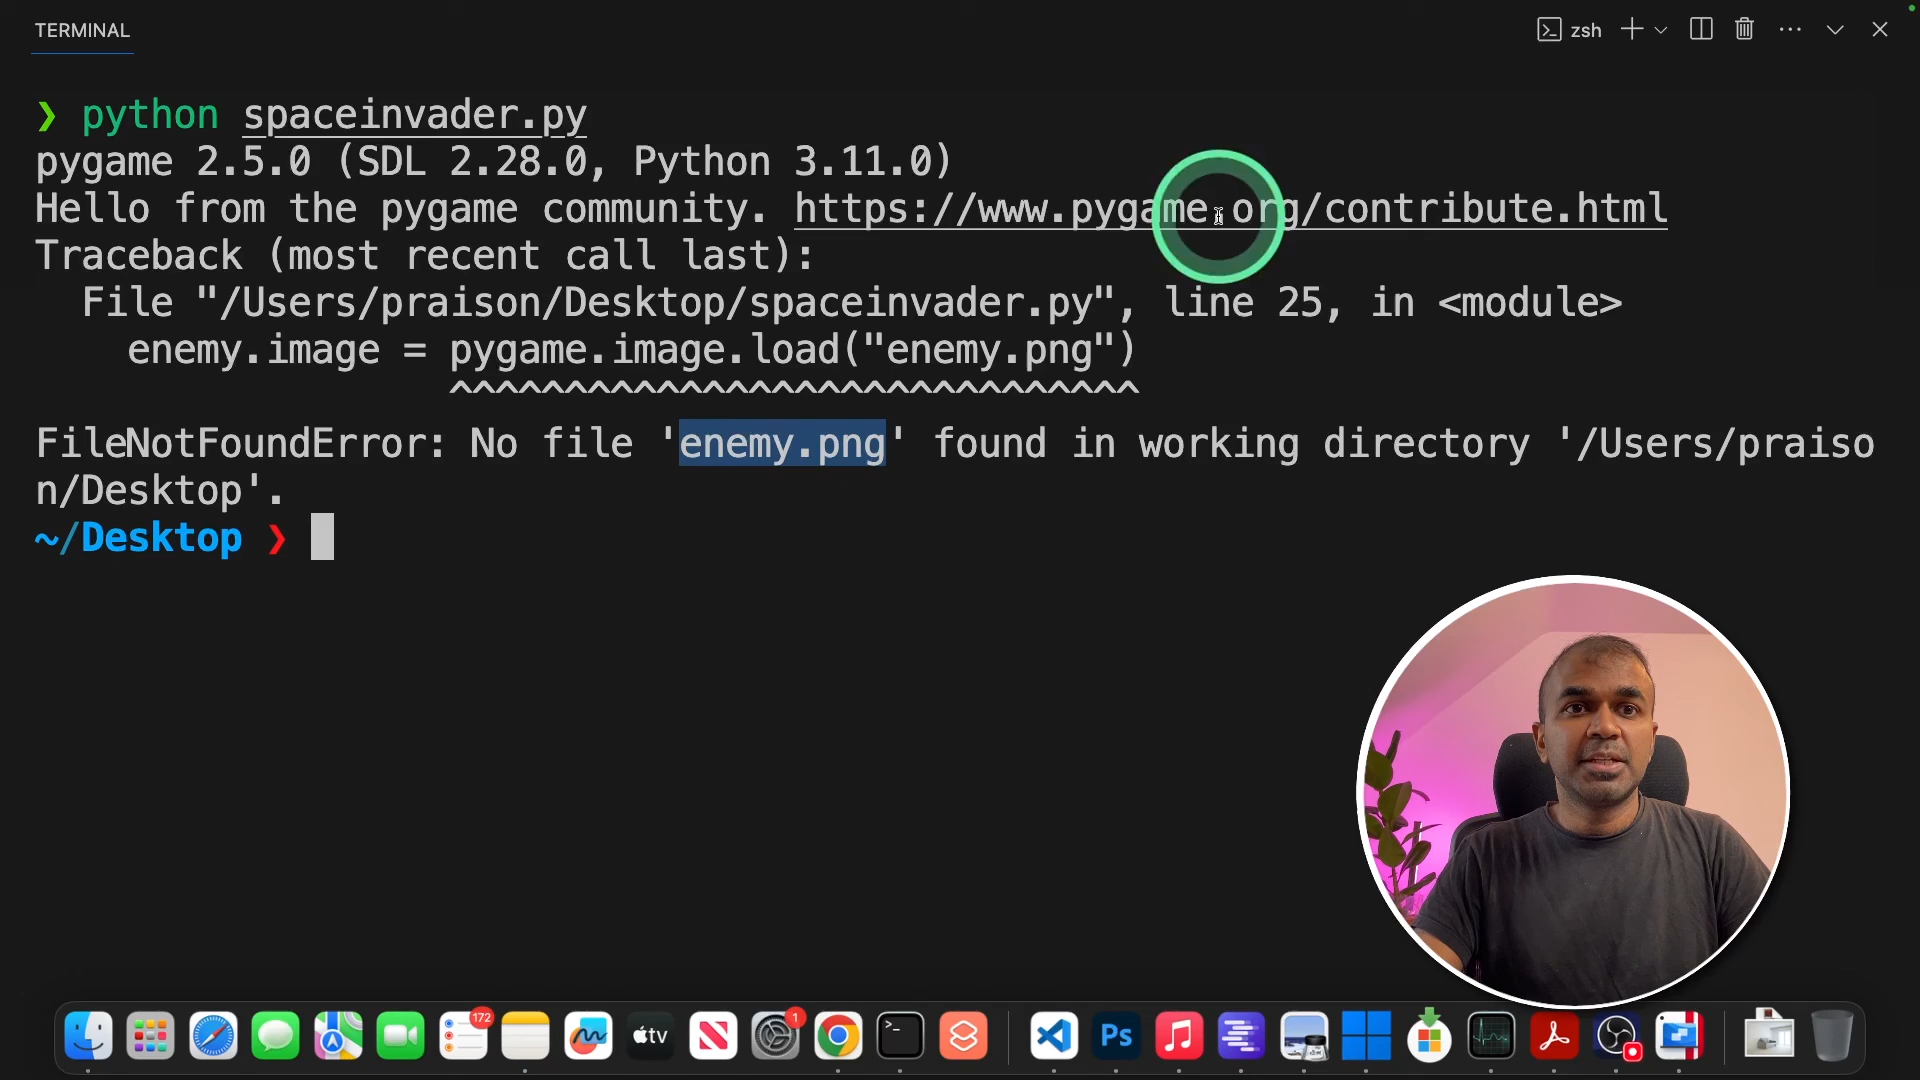 TERMINAL
zsh
❯ python spaceinvader.py
pygame 2.5.0 (SDL 2.28.0, Python 3.11.0)
Hello from the pygame community. https://www.pygame.org/contribute.html
Traceback (most recent call last):
  File "/Users/praison/Desktop/spaceinvader.py", line 25, in <module>
    enemy.image = pygame.image.load("enemy.png")
                  ^^^^^^^^^^^^^^^^^^^^^^^^^^^^^^
FileNotFoundError: No file 'enemy.png' found in working directory '/Users/praiso
n/Desktop'.
~/Desktop ❯
172
tv
1
Ps